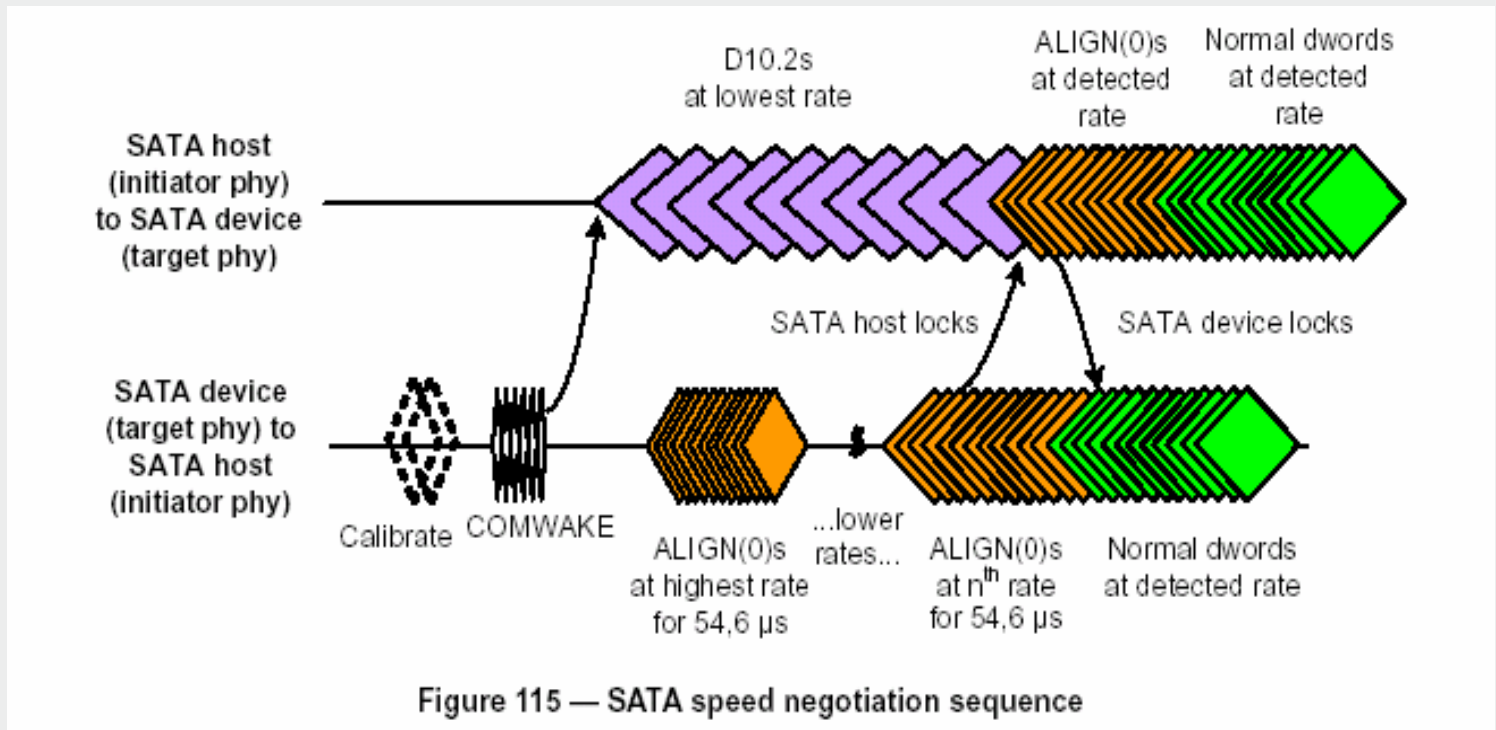 D10.2s
at lowest rate
ALIGN(0)s
at detected
rate
Normal dwords
at detected
rate
SATA host
(initiator phy)
to SATA device
(target phy)
SATA host locks
SATA device locks
SATA device
(target phy) to
SATA host
(initiator phy)
Calibrate
COMWAKE
ALIGN(0)s
at highest rate
for 54,6 µs
...lower
rates...
ALIGN(0)s
at nth rate
for 54,6 µs
Normal dwords
at detected rate
Figure 115 — SATA speed negotiation sequence